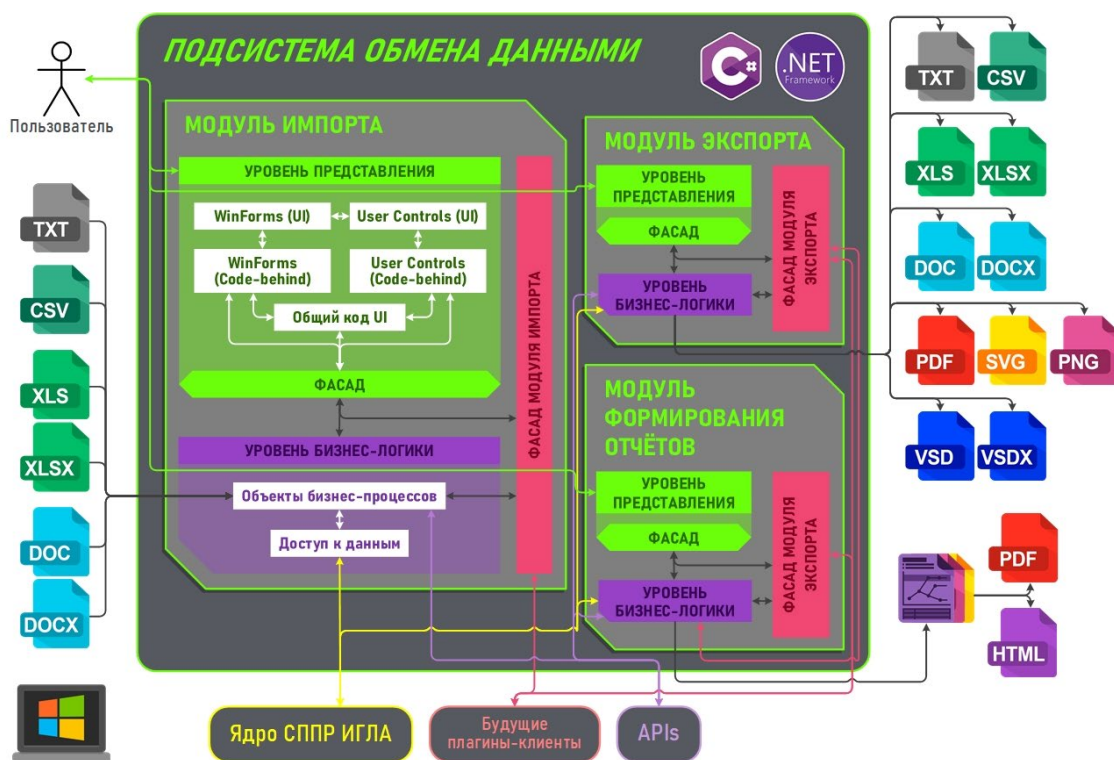 ПОДСИСТЕМА ОБМЕНА ДАННЫМИ
C#
.NET
Framework
Пользователь
TXT
CSV
XLS
XLSX
DOC
DOCX
МОДУЛЬ ИМПОРТА
УРОВЕНЬ ПРЕДСТАВЛЕНИЯ
WinForms (UI)
User Controls (UI)
WinForms
(Code-behind)
User Controls
(Code-behind)
Общий код UI
ФАСАД
УРОВЕНЬ БИЗНЕС-ЛОГИКИ
Объекты бизнес-процессов
Доступ к данным
ФАСАД МОДУЛЯ ИМПОРТА
МОДУЛЬ ЭКСПОРТА
УРОВЕНЬ
ПРЕДСТАВЛЕНИЯ
ФАСАД
УРОВЕНЬ
БИЗНЕС-ЛОГИКИ
ФАСАД МОДУЛЯ
ЭКСПОРТА
МОДУЛЬ
ФОРМИРОВАНИЯ
ОТЧЁТОВ
УРОВЕНЬ
ПРЕДСТАВЛЕНИЯ
ФАСАД
УРОВЕНЬ
БИЗНЕС-ЛОГИКИ
ФАСАД МОДУЛЯ
ЭКСПОРТА
TXT
CSV
XLS
XLSX
DOC
DOCX
PDF
SVG
PNG
VSD
VSDX
PDF
HTML
Ядро СППР ИГЛА
Будущие
плагины-клиенты
APIs